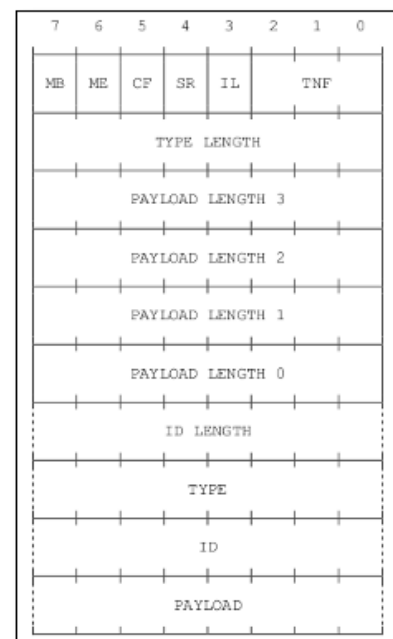 7 6 5 4 3 2 1 0
MB ME CF SR IL TNF
TYPE LENGTH
PAYLOAD LENGTH 3
PAYLOAD LENGTH 2
PAYLOAD LENGTH 1
PAYLOAD LENGTH 0
ID LENGTH
TYPE
ID
PAYLOAD